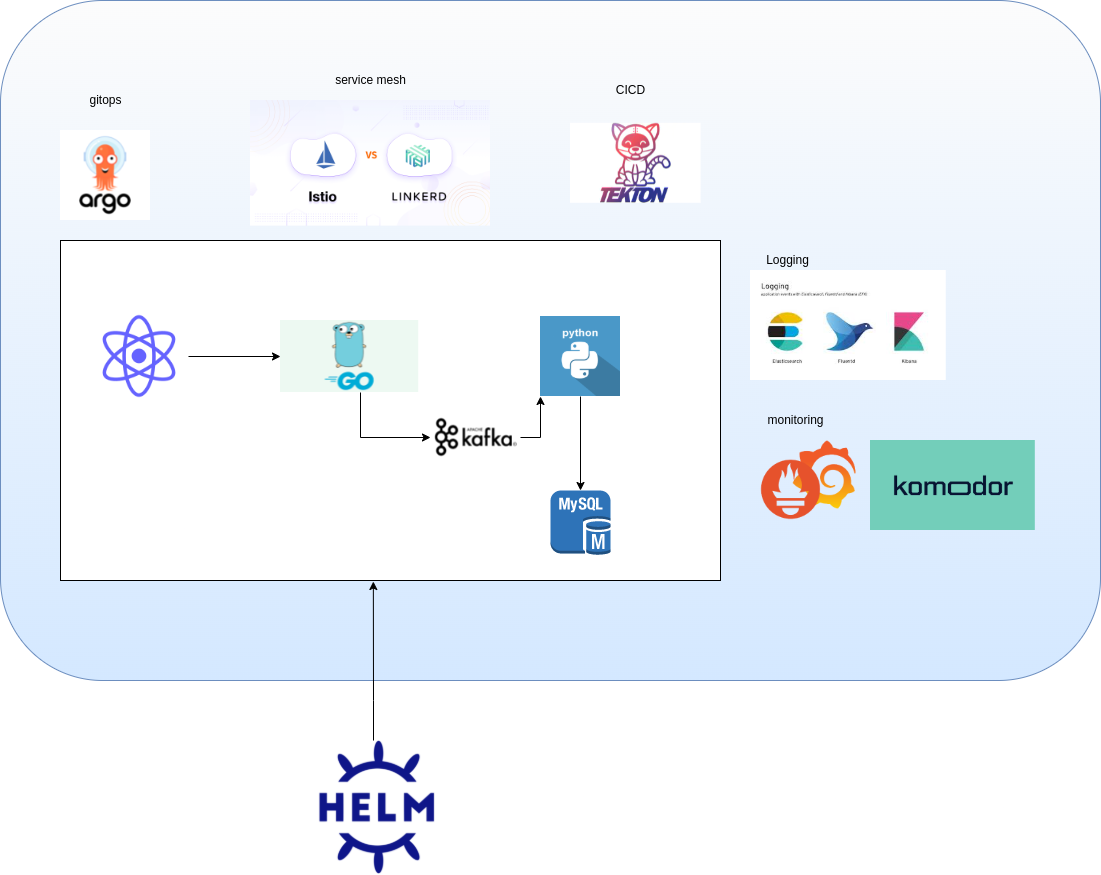 service mesh
gitops
CICD
argo
vs
Istio
LINKERD
TEKTON
Logging
Logging
application events with Elasticsearch, Fluentd and Kibana (EFK)
Elasticsearch
Fluentd
Kibana
GO
python
APACHE
kafka
monitoring
komodor
MySQL
M
HELM